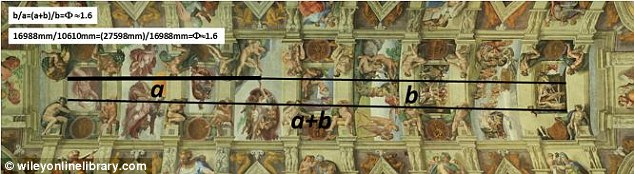 b/a=(a+b)/b=Φ≈1.6
16988mm/10610mm=(27598mm)/16988mm=Φ≈1.6
a
b
a+b
© wileyonlinelibrary.com